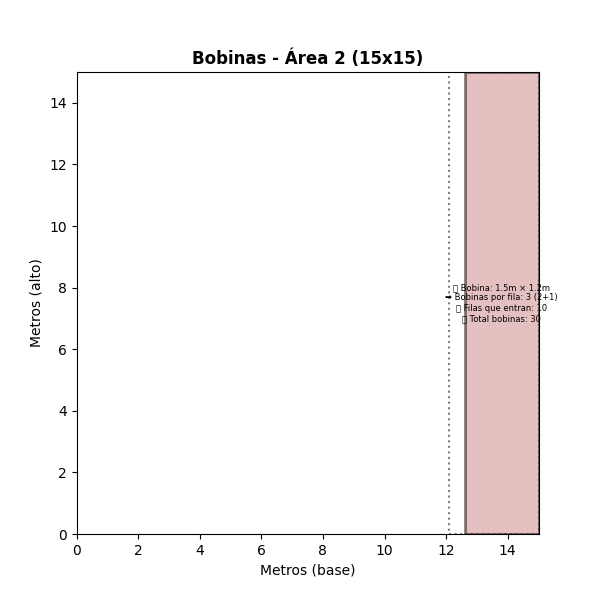 Bobinas - Área 2 (15x15)
Metros (alto)
14
12
10
8
6
4
2
0
Bobina: 1.5m × 1.2m
Bobinas por fila: 3 (2+1)
Filas que entran: 10
Total bobinas: 30
0 2 4 6 8 10 12 14
Metros (base)